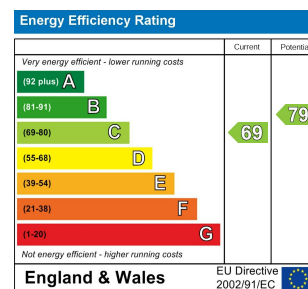 Energy Efficiency Rating
Current
Potentia
Very energy efficient - lower running costs
(92 plus) A
(81-91) B
(69-80) C
(55-68) D
(39-54) E
(21-38) F
(1-20) G
69
79
Not energy efficient - higher running costs
England & Wales
EU Directive
2002/91/EC